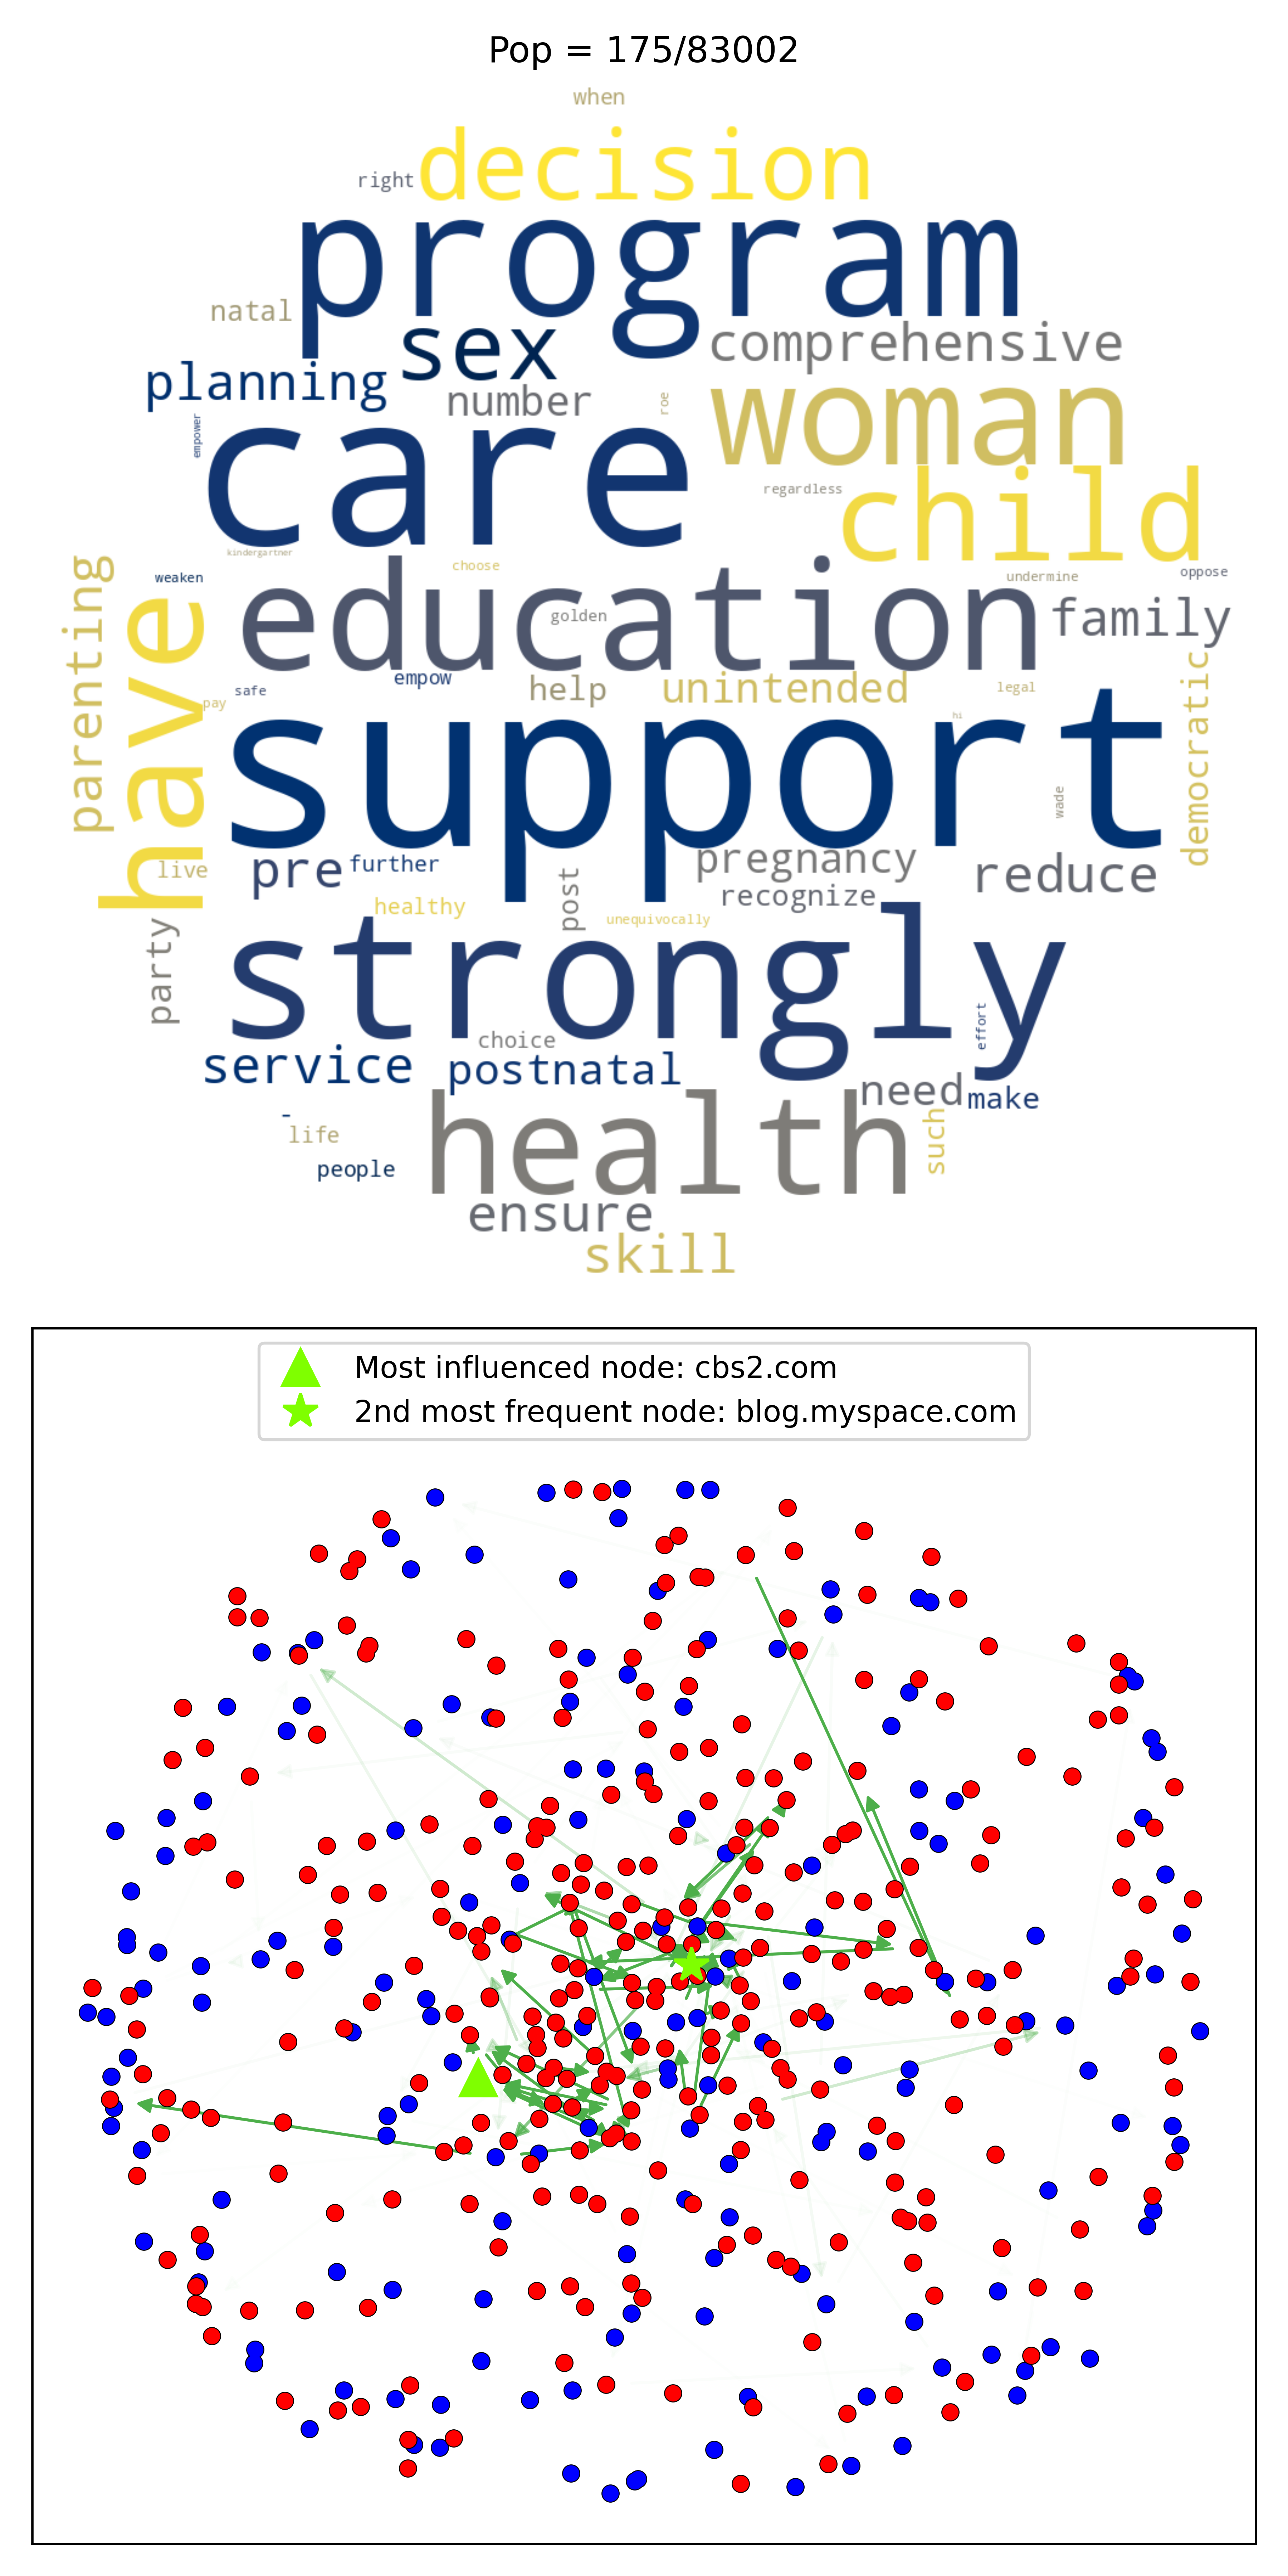 Pop = 175/83002
when
decision
right
program
natal
sex
comprehensive
planning
number
roe
woman
empower
care
regardless
child
kindergartner
choose
weaken
undermine
oppose
parenting
have
education
golden
family
empow
safe
pay
help
unintended
legal
hi
democratic
support
wade
live
pre
further
post
pregnancy
recognize
reduce
healthy
unequivocally
party
strongly
effort
choice
service
postnatal
need
make
-
life
people
health
such
ensure
skill
Most influenced node: cbs2.com
2nd most frequent node: blog.myspace.com